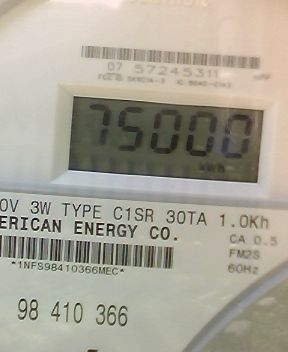 07 57245311
75000
kWh
0V 3W TYPE C1SR 30TA 1.0Kh
ERICAN ENERGY CO.
CA 0.5
*1NFS98410366MEC*
FM2S
60Hz
98 410 366